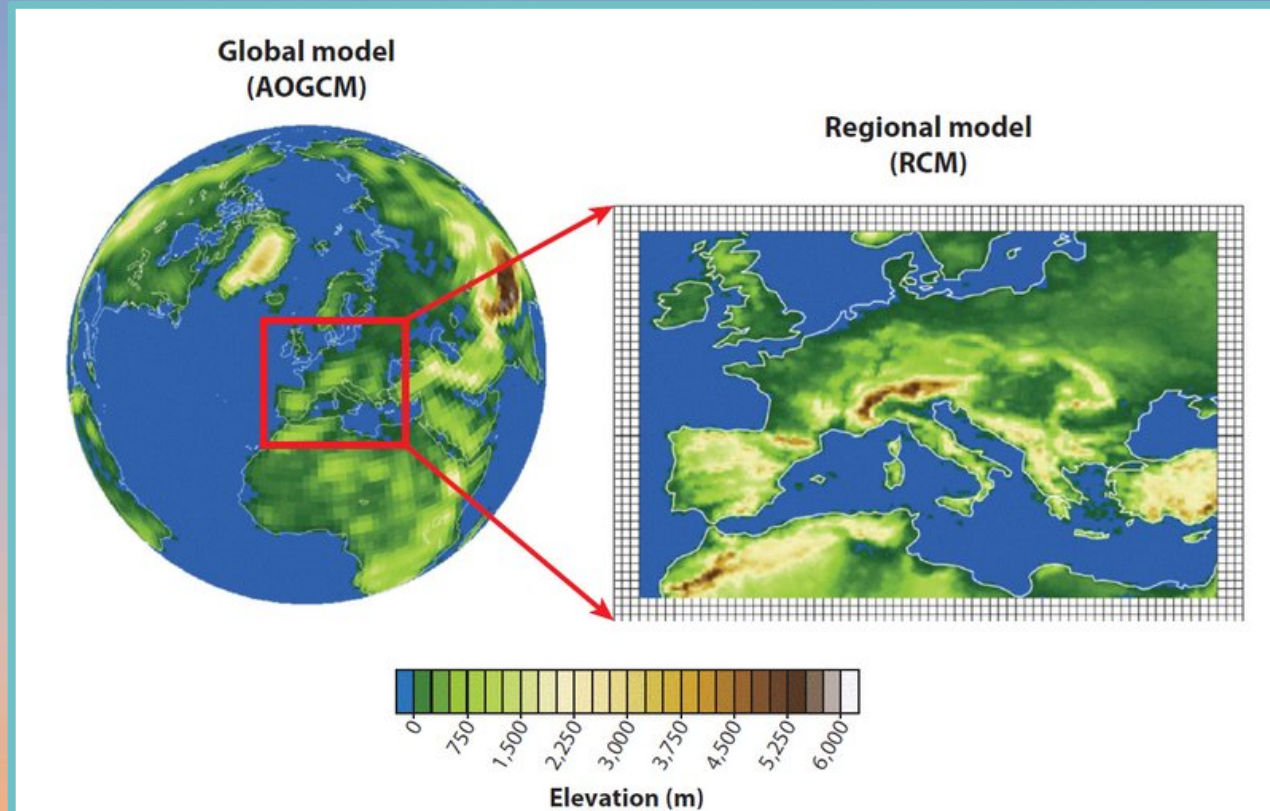 Global model
(AOGCM)
Regional model
(RCM)
0
750
1,500
2,250
3,000
3,750
4,500
5,250
6,000
Elevation (m)